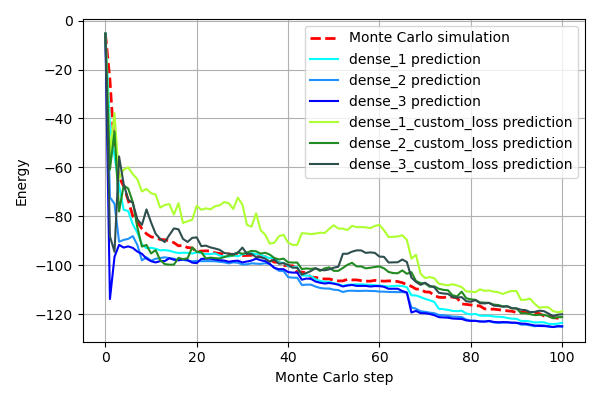 0
−20
−40
−60
−80
−100
−120
Energy
Monte Carlo simulation
dense_1 prediction
dense_2 prediction
dense_3 prediction
dense_1_custom_loss prediction
dense_2_custom_loss prediction
dense_3_custom_loss prediction
0 20 40 60 80 100
Monte Carlo step